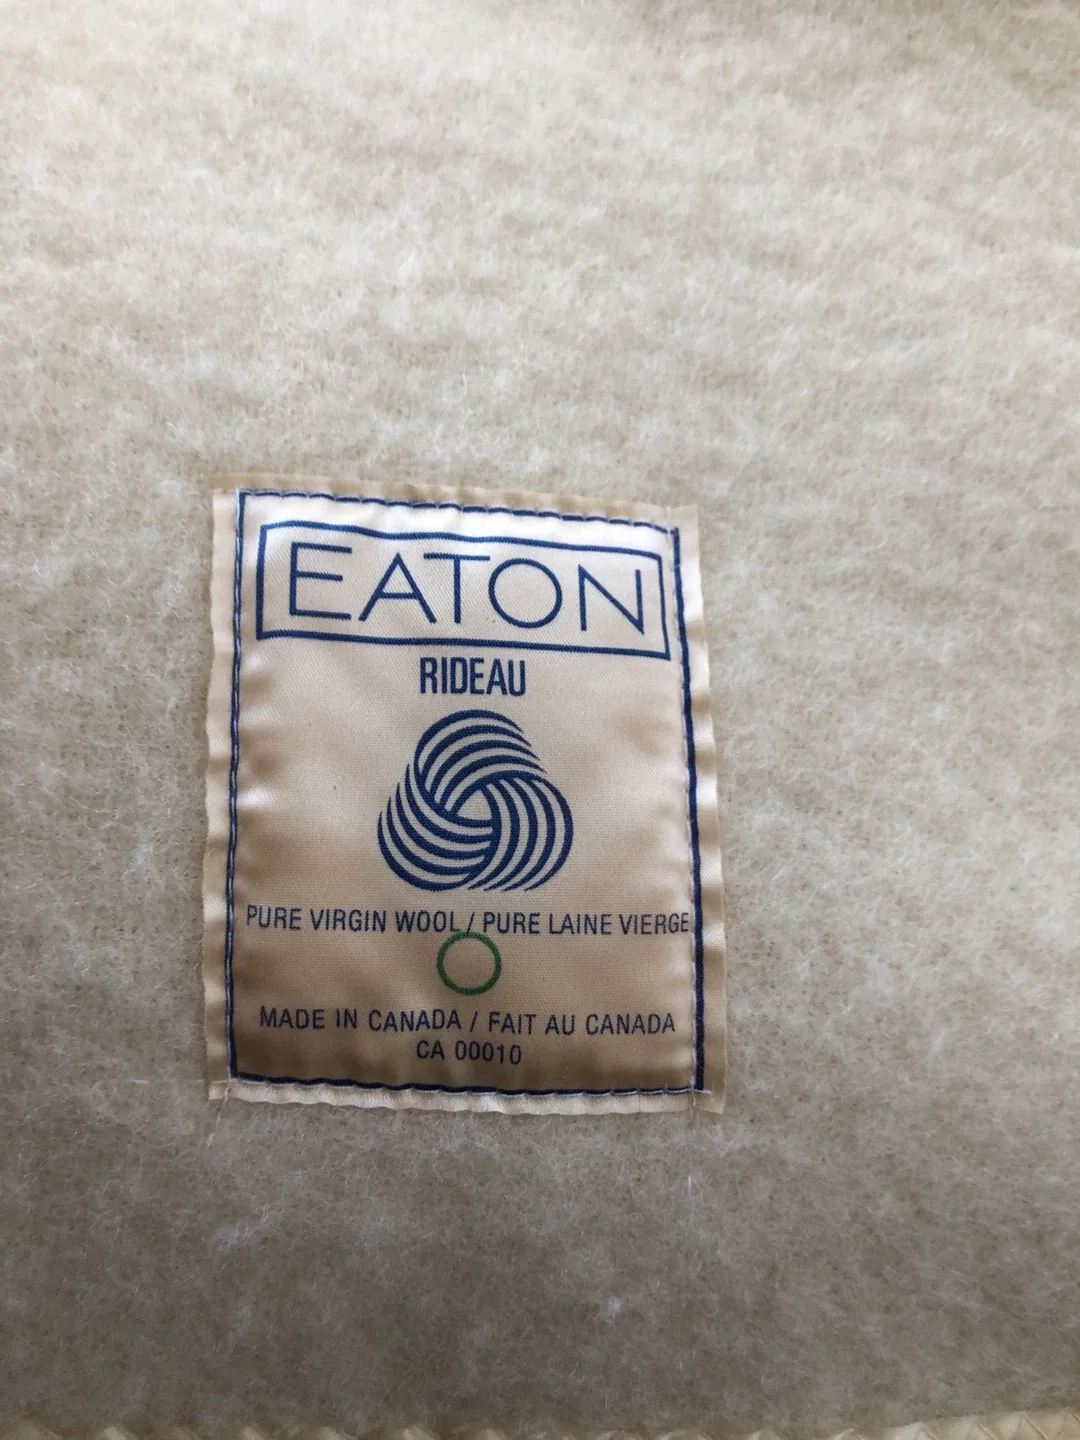 EATON
RIDEAU
PURE VIRGIN WOOL / PURE LAINE VIERGE
MADE IN CANADA / FAIT AU CANADA
CA 00010